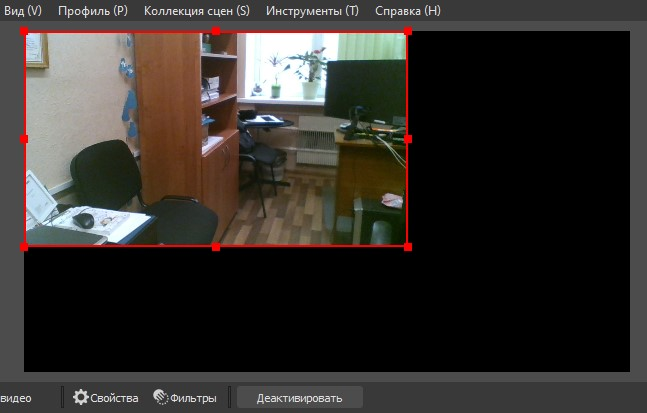 Вид (V) Профиль (P) Коллекция сцен (S) Инструменты (T) Справка (H)
видео Свойства Фильтры Деактивировать